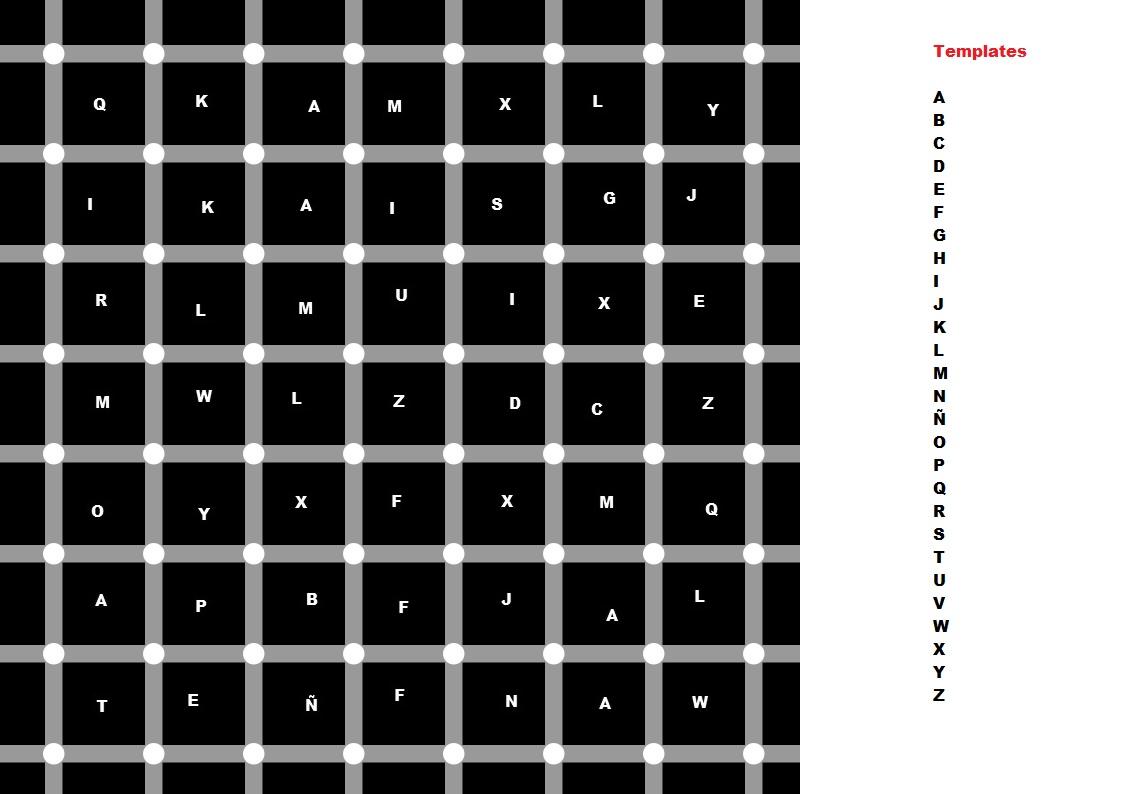 Templates
Q K A M X L Y
I K A I S G J
R L M U I X E
M W L Z D C Z
O Y X F X M Q
A P B F J A L
T E Ñ F N A W
A
B
C
D
E
F
G
H
I
J
K
L
M
N
Ñ
O
P
Q
R
S
T
U
V
W
X
Y
Z